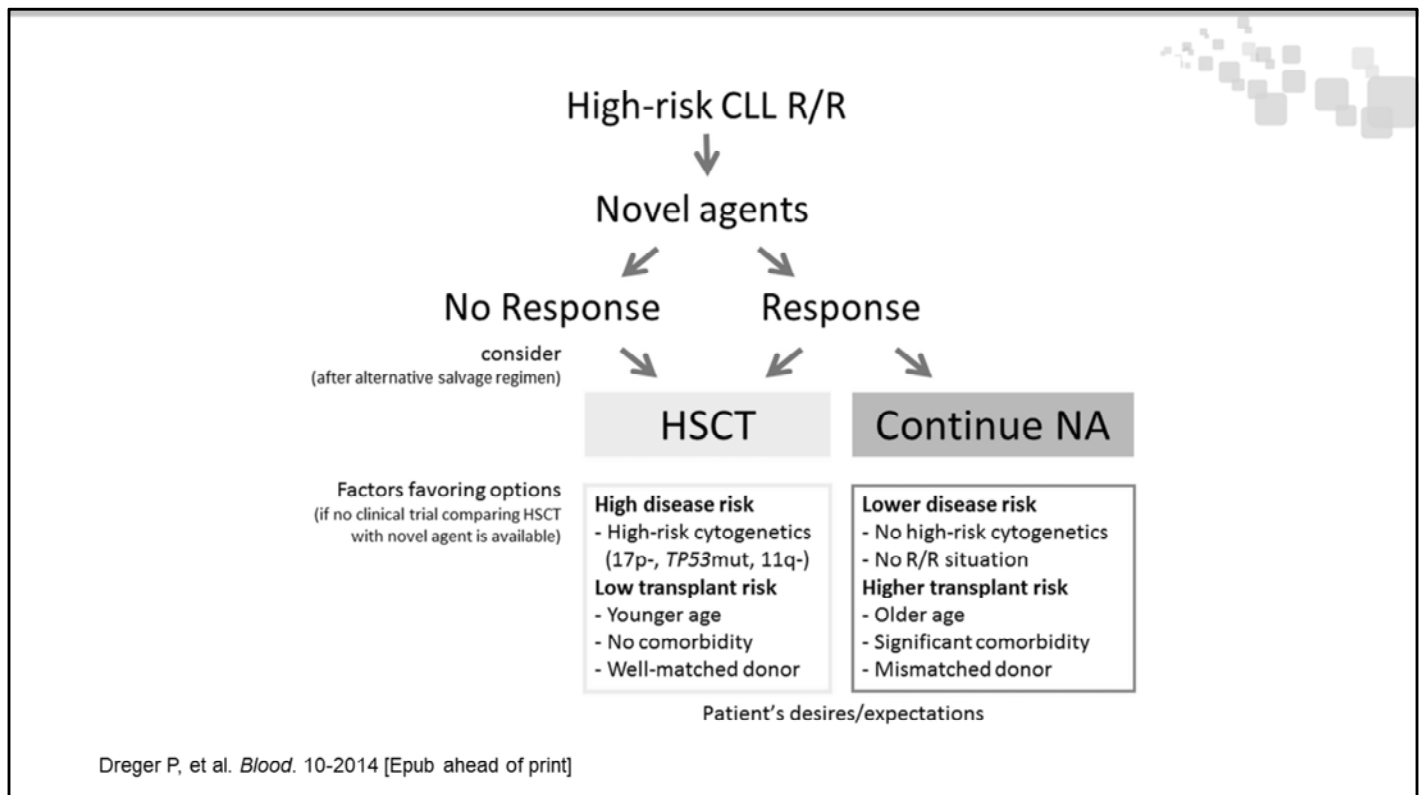 High-risk CLL R/R
Novel agents
No Response
Response
consider
(after alternative salvage regimen)
HSCT
Continue NA
Factors favoring options
(if no clinical trial comparing HSCT
with novel agent is available)
High disease risk
- High-risk cytogenetics
(17p-, TP53mut, 11q-)
Low transplant risk
- Younger age
- No comorbidity
- Well-matched donor
Lower disease risk
- No high-risk cytogenetics
- No R/R situation
Higher transplant risk
- Older age
- Significant comorbidity
- Mismatched donor
Patient's desires/expectations
Dreger P, et al. Blood. 10-2014 [Epub ahead of print]